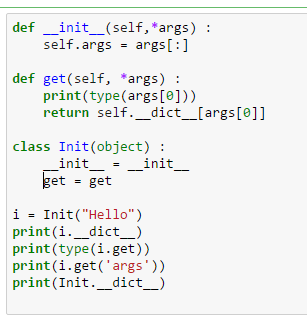 def __init__(self,*args) :
    self.args = args[:]

def get(self, *args) :
    print(type(args[0]))
    return self.__dict__[args[0]]

class Init(object) :
    __init__ = __init__
    get = get

i = Init("Hello")
print(i.__dict__)
print(type(i.get))
print(i.get('args'))
print(Init.__dict__)